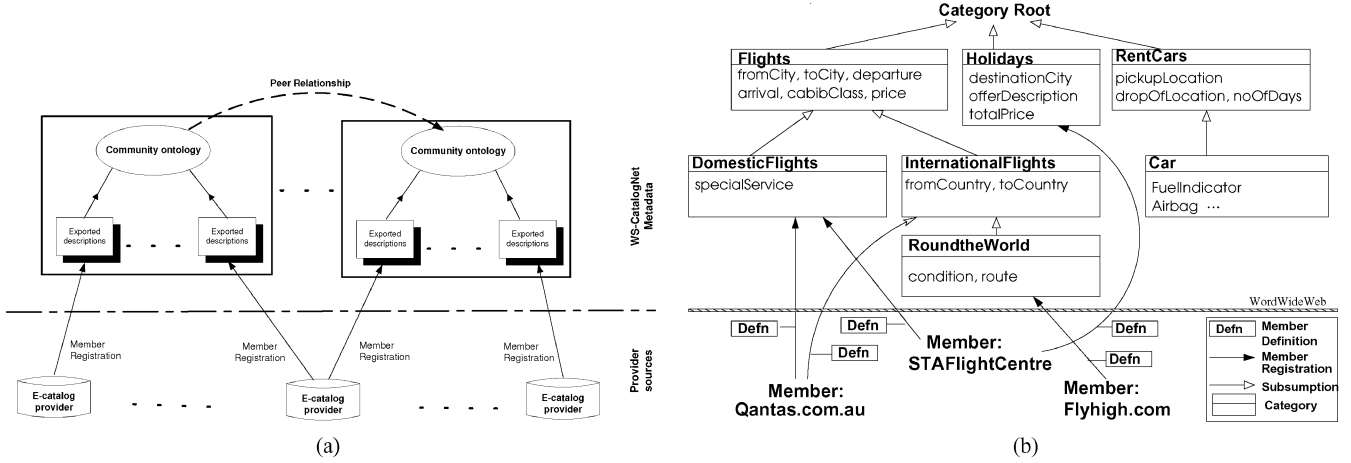 Peer Relationship
Community ontology
Community ontology
Exported
descriptions
Exported
descriptions
Exported
descriptions
Exported
descriptions
WS-CatalogNet
Metadata
Member
Registration
Member
Registration
Member
Registration
Member
Registration
Provider
sources
E-catalog
provider
E-catalog
provider
E-catalog
provider
(a)
Category Root
Flights
fromCity, toCity, departure
arrival, cabibClass, price
Holidays
destinationCity
offerDescription
totalPrice
RentCars
pickupLocation
dropOfLocation, noOfDays
DomesticFlights
specialService
InternationalFlights
fromCountry, toCountry
Car
FuelIndicator
Airbag ...
RoundtheWorld
condition, route
WordWideWeb
Defn
Defn
Defn
Defn
Defn
Member:
STAFlightCentre
Member:
Qantas.com.au
Member:
Flyhigh.com
Defn
Member
Definition
Member
Registration
Subsumption
Category
(b)